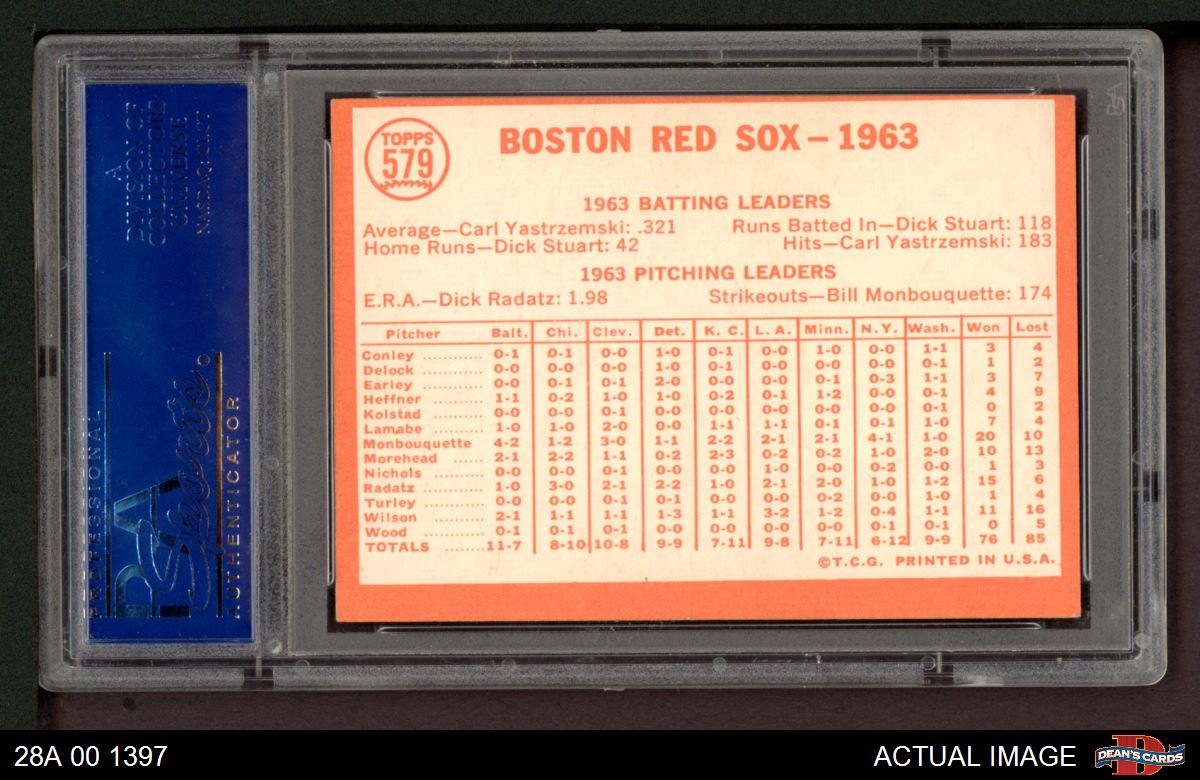 A
DIVISION OF
COLLECTORS
UNIVERSE
NASDAQ: CLCT
PROFESSIONAL
PSA
Sports
AUTHENTICATOR
TOPPS
579
BOSTON RED SOX – 1963
1963 BATTING LEADERS
Average—Carl Yastrzemski: .321 Runs Batted In—Dick Stuart: 118
Home Runs—Dick Stuart: 42 Hits—Carl Yastrzemski: 183
1963 PITCHING LEADERS
E.R.A.—Dick Radatz: 1.98 Strikeouts—Bill Monbouquette: 174
Pitcher Balt. Chi. Clev. Det. K. C. L. A. Minn. N.Y. Wash. Won Lost
Conley ........... 0-1 0-1 0-0 1-0 0-1 0-0 1-0 0-0 1-1 3 4
Delock ........... 0-0 0-0 0-0 1-0 0-1 0-0 0-0 0-0 0-1 1 2
Earley ........... 0-0 0-1 0-1 2-0 0-0 0-0 0-1 0-3 1-1 3 7
Heffner .......... 1-1 0-2 1-0 1-0 0-2 0-1 1-2 0-0 0-1 4 9
Kolstad .......... 0-0 0-0 0-1 0-0 0-0 0-0 0-0 0-0 0-1 0 2
Lamabe ........... 1-0 1-0 2-0 0-0 1-1 1-1 0-1 0-1 1-0 7 4
Monbouquette 4-2 1-2 3-0 1-1 2-2 2-1 2-1 4-1 1-0 20 10
Morehead ...... 2-1 2-2 1-1 0-2 2-3 0-2 0-2 1-0 2-0 10 13
Nichols .......... 0-0 0-0 0-1 0-0 0-0 1-0 0-0 0-2 0-0 1 3
Radatz ........... 1-0 3-0 2-1 2-2 1-0 2-1 2-0 1-0 1-2 15 6
Turley ........... 0-0 0-0 0-1 0-1 0-0 0-0 0-2 0-0 1-0 1 4
Wilson ........... 2-1 1-1 1-1 1-3 1-1 3-2 1-2 0-4 1-1 11 16
Wood ............. 0-1 0-1 0-1 0-0 0-0 0-0 0-0 0-1 0-1 0 5
TOTALS ....... 11-7 8-10 10-8 9-9 7-11 9-8 7-11 6-12 9-9 76 85
©T.C.G. PRINTED IN U.S.A.
28A 00 1397
ACTUAL IMAGE
D
DEAN'S CARDS